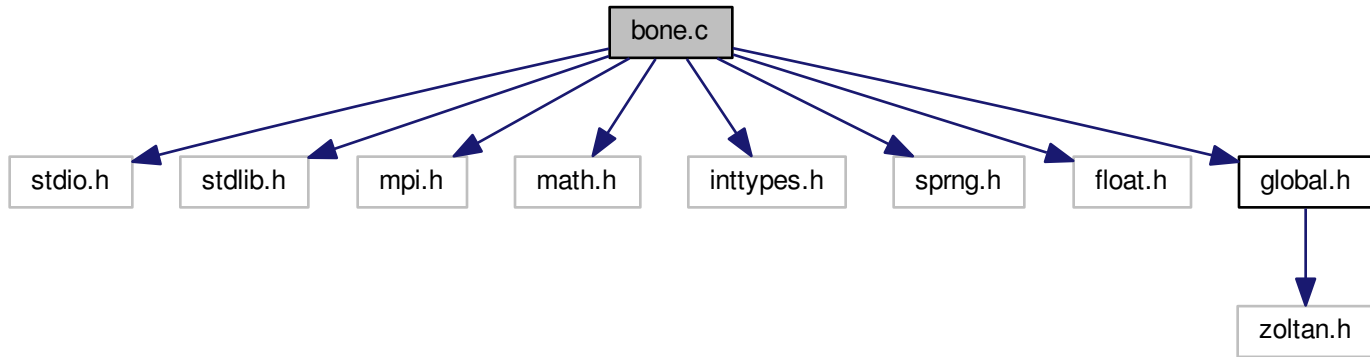 bone.c
stdio.h
stdlib.h
mpi.h
math.h
inttypes.h
sprng.h
float.h
global.h
zoltan.h